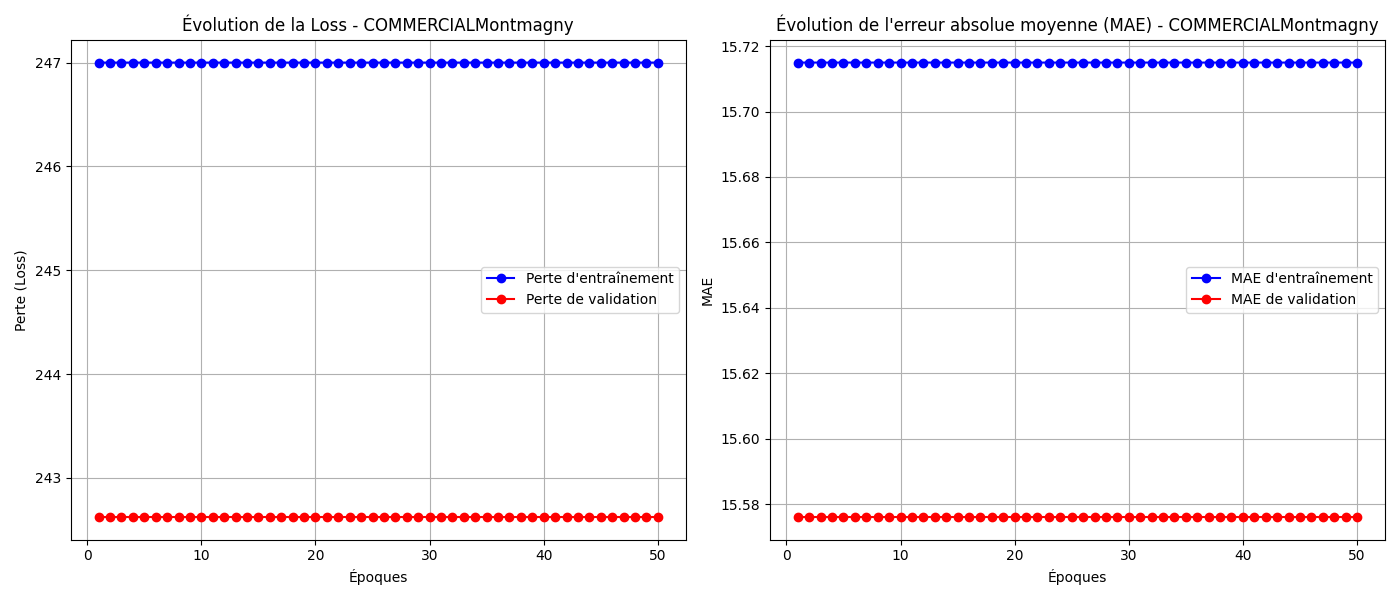 Évolution de la Loss - COMMERCIALMontmagny
247
246
245
244
243
Perte (Loss)
Perte d'entraînement
Perte de validation
0
10
20
30
40
50
Époques
Évolution de l'erreur absolue moyenne (MAE) - COMMERCIALMontmagny
15.72
15.70
15.68
15.66
15.64
15.62
15.60
15.58
MAE
MAE d'entraînement
MAE de validation
0
10
20
30
40
50
Époques